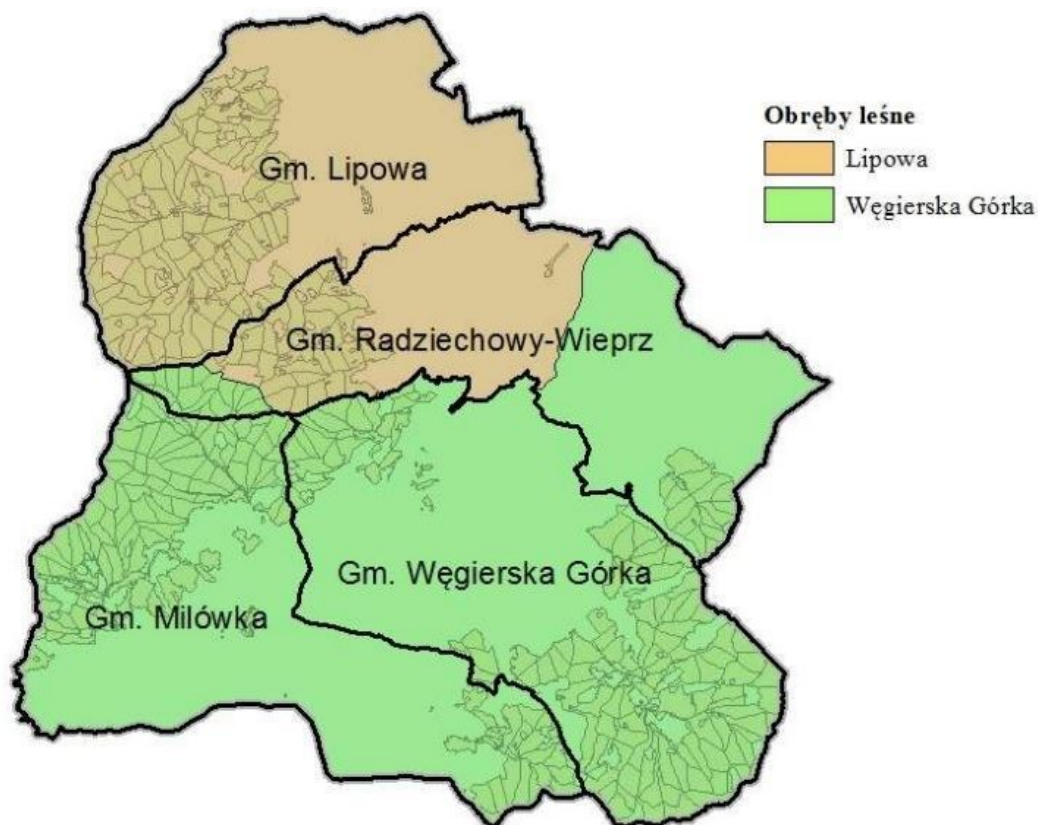 Obręby leśne
Lipowa
Węgierska Górka
Gm. Lipowa
Gm. Radziechowy-Wieprz
Gm. Węgierska Górka
Gm. Milówka